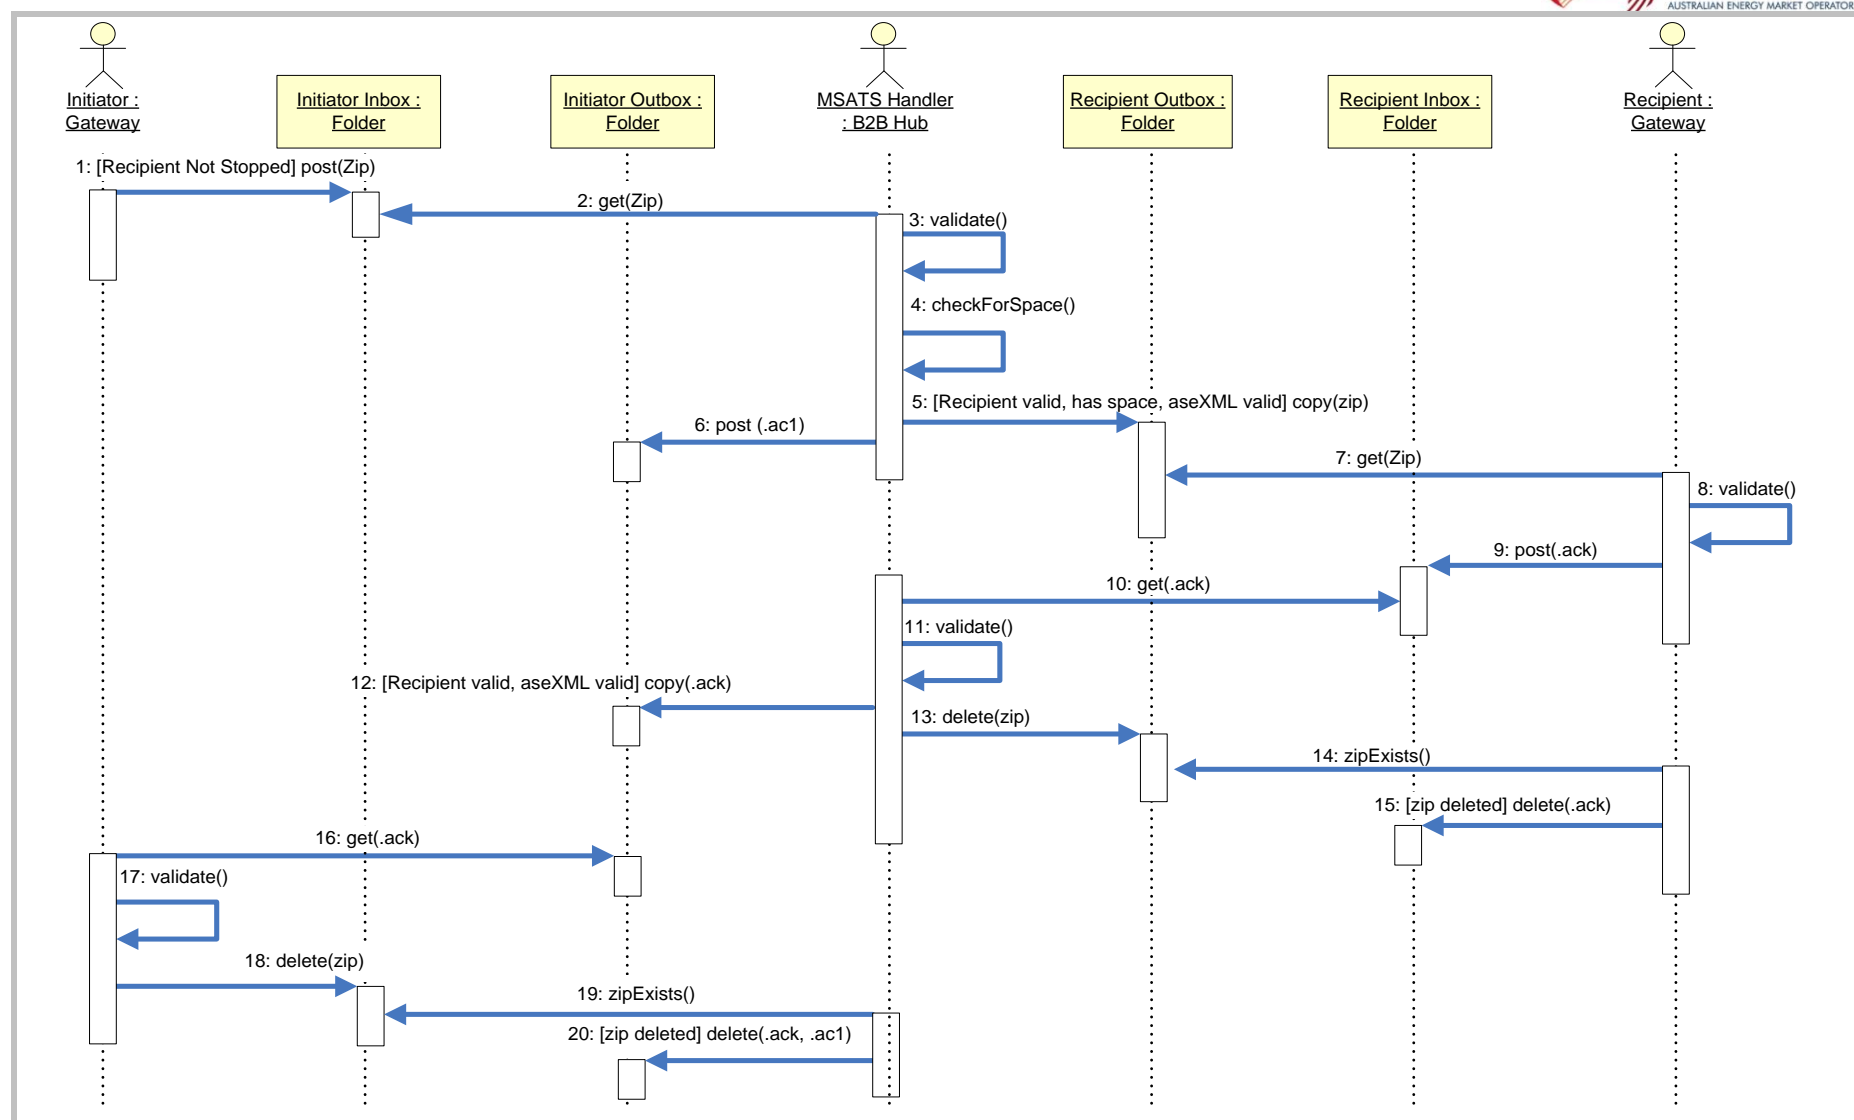 AUSTRALIAN ENERGY MARKET OPERATOR
Initiator :
Gateway
Initiator Inbox :
Folder
Initiator Outbox :
Folder
MSATS Handler
: B2B Hub
Recipient Outbox :
Folder
Recipient Inbox :
Folder
Recipient :
Gateway
1: [Recipient Not Stopped] post(Zip)
2: get(Zip)
3: validate()
4: checkForSpace()
5: [Recipient valid, has space, aseXML valid] copy(zip)
6: post (.ac1)
7: get(Zip)
8: validate()
9: post(.ack)
10: get(.ack)
11: validate()
12: [Recipient valid, aseXML valid] copy(.ack)
13: delete(zip)
14: zipExists()
15: [zip deleted] delete(.ack)
16: get(.ack)
17: validate()
18: delete(zip)
19: zipExists()
20: [zip deleted] delete(.ack, .ac1)